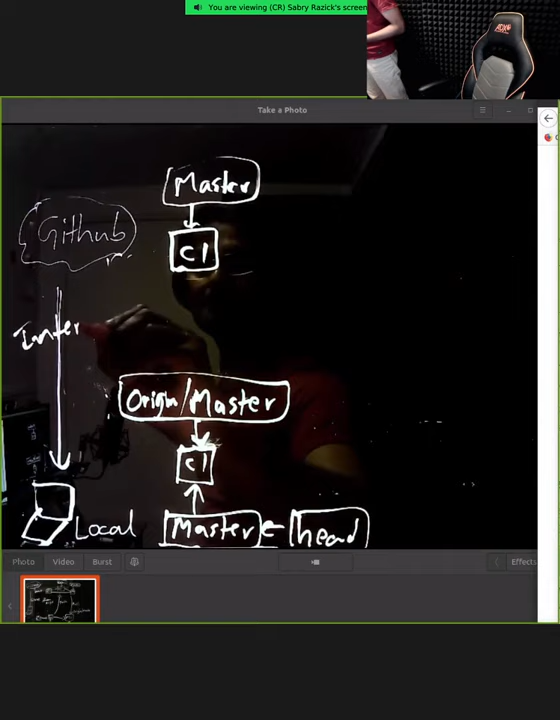 You are viewing (CR) Sabry Razick's screen
Take a Photo
Master
Github
C1
Inter
Origin/Master
C1
Local
Master
head
Photo
Video
Burst
Effects